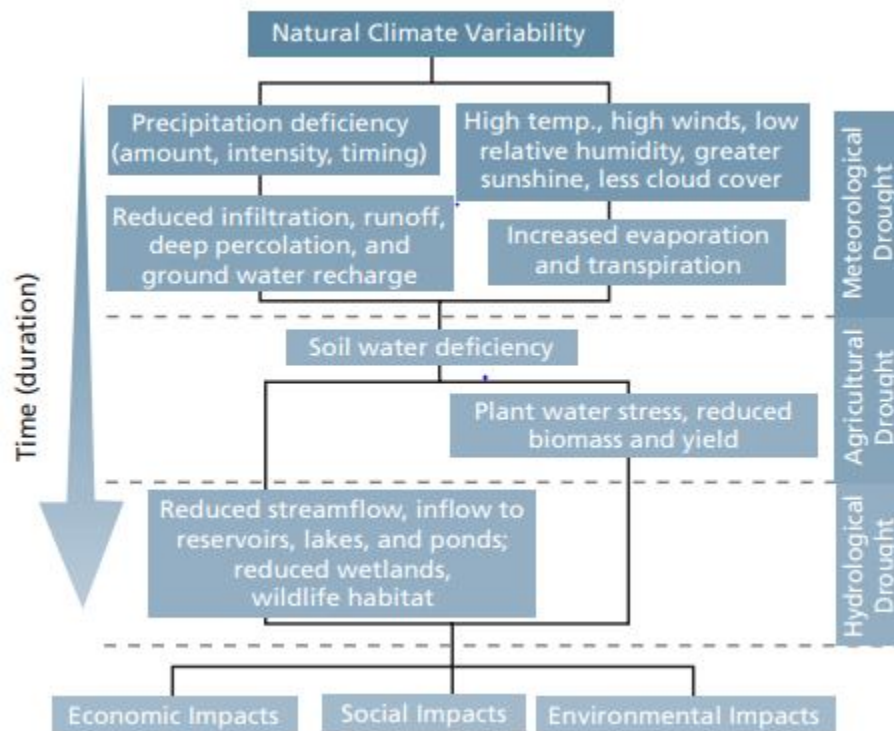 Natural Climate Variability
Precipitation deficiency
(amount, intensity, timing)
High temp., high winds, low
relative humidity, greater
sunshine, less cloud cover
Reduced infiltration, runoff,
deep percolation, and
ground water recharge
Increased evaporation
and transpiration
Meteorological
Drought
Time (duration)
Soil water deficiency
Plant water stress, reduced
biomass and yield
Agricultural
Drought
Reduced streamflow, inflow to
reservoirs, lakes, and ponds;
reduced wetlands,
wildlife habitat
Hydrological
Drought
Economic Impacts
Social Impacts
Environmental Impacts